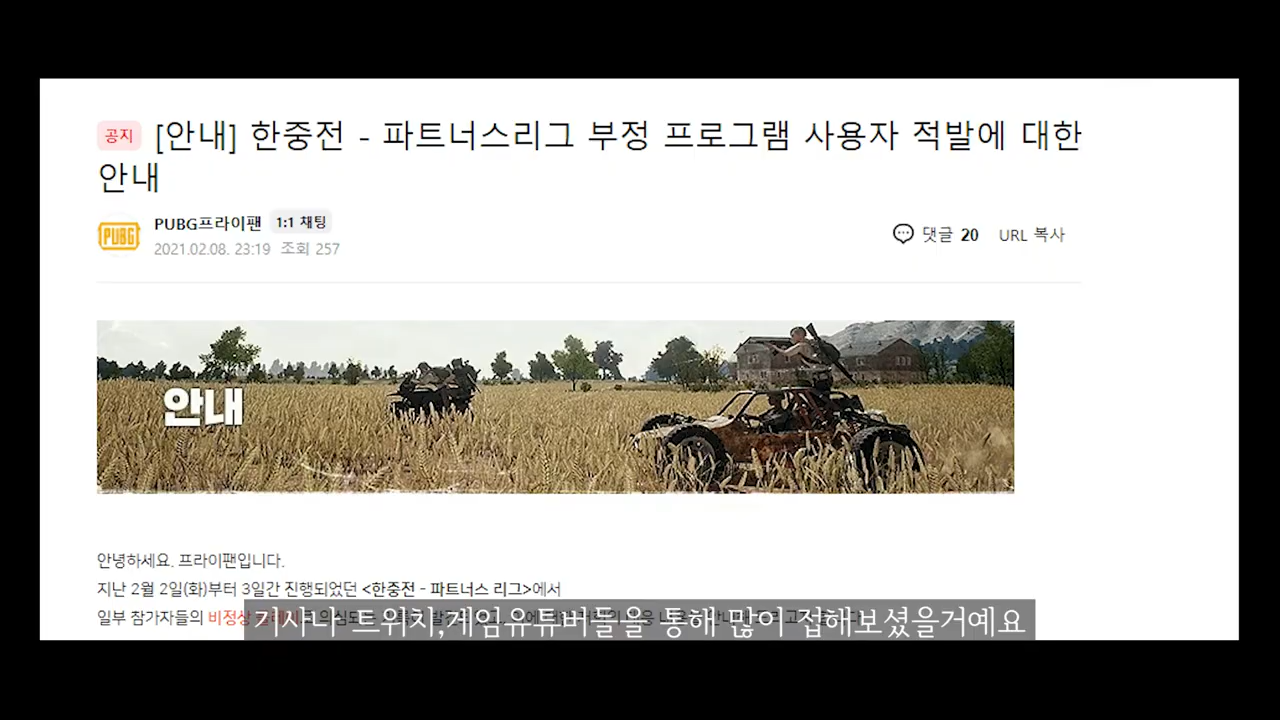 공지 [안내] 한중전 - 파트너스리그 부정 프로그램 사용자 적발에 대한
안내
PUBG
PUBG프라이팬 1:1 채팅
2021.02.08. 23:19 조회 257
댓글 20 URL 복사
안내
안녕하세요. 프라이팬입니다.
지난 2월 2일(화)부터 3일간 진행되었던 <한중전 - 파트너스 리그>에서
일부 참가자들의 비정상
기사나 트위치,게임유튜버들을 통해 많이 접해보셨을거예요